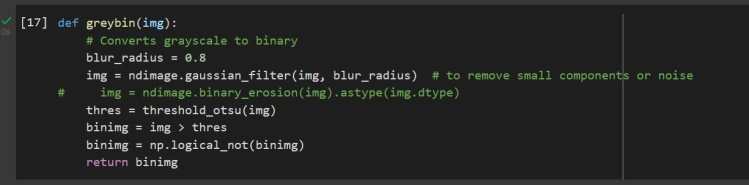 [17] def greybin(img):
    # Converts grayscale to binary
    blur_radius = 0.8
    img = ndimage.gaussian_filter(img, blur_radius)  # to remove small components or noise
#     img = ndimage.binary_erosion(img).astype(img.dtype)
    thres = threshold_otsu(img)
    binimg = img > thres
    binimg = np.logical_not(binimg)
    return binimg